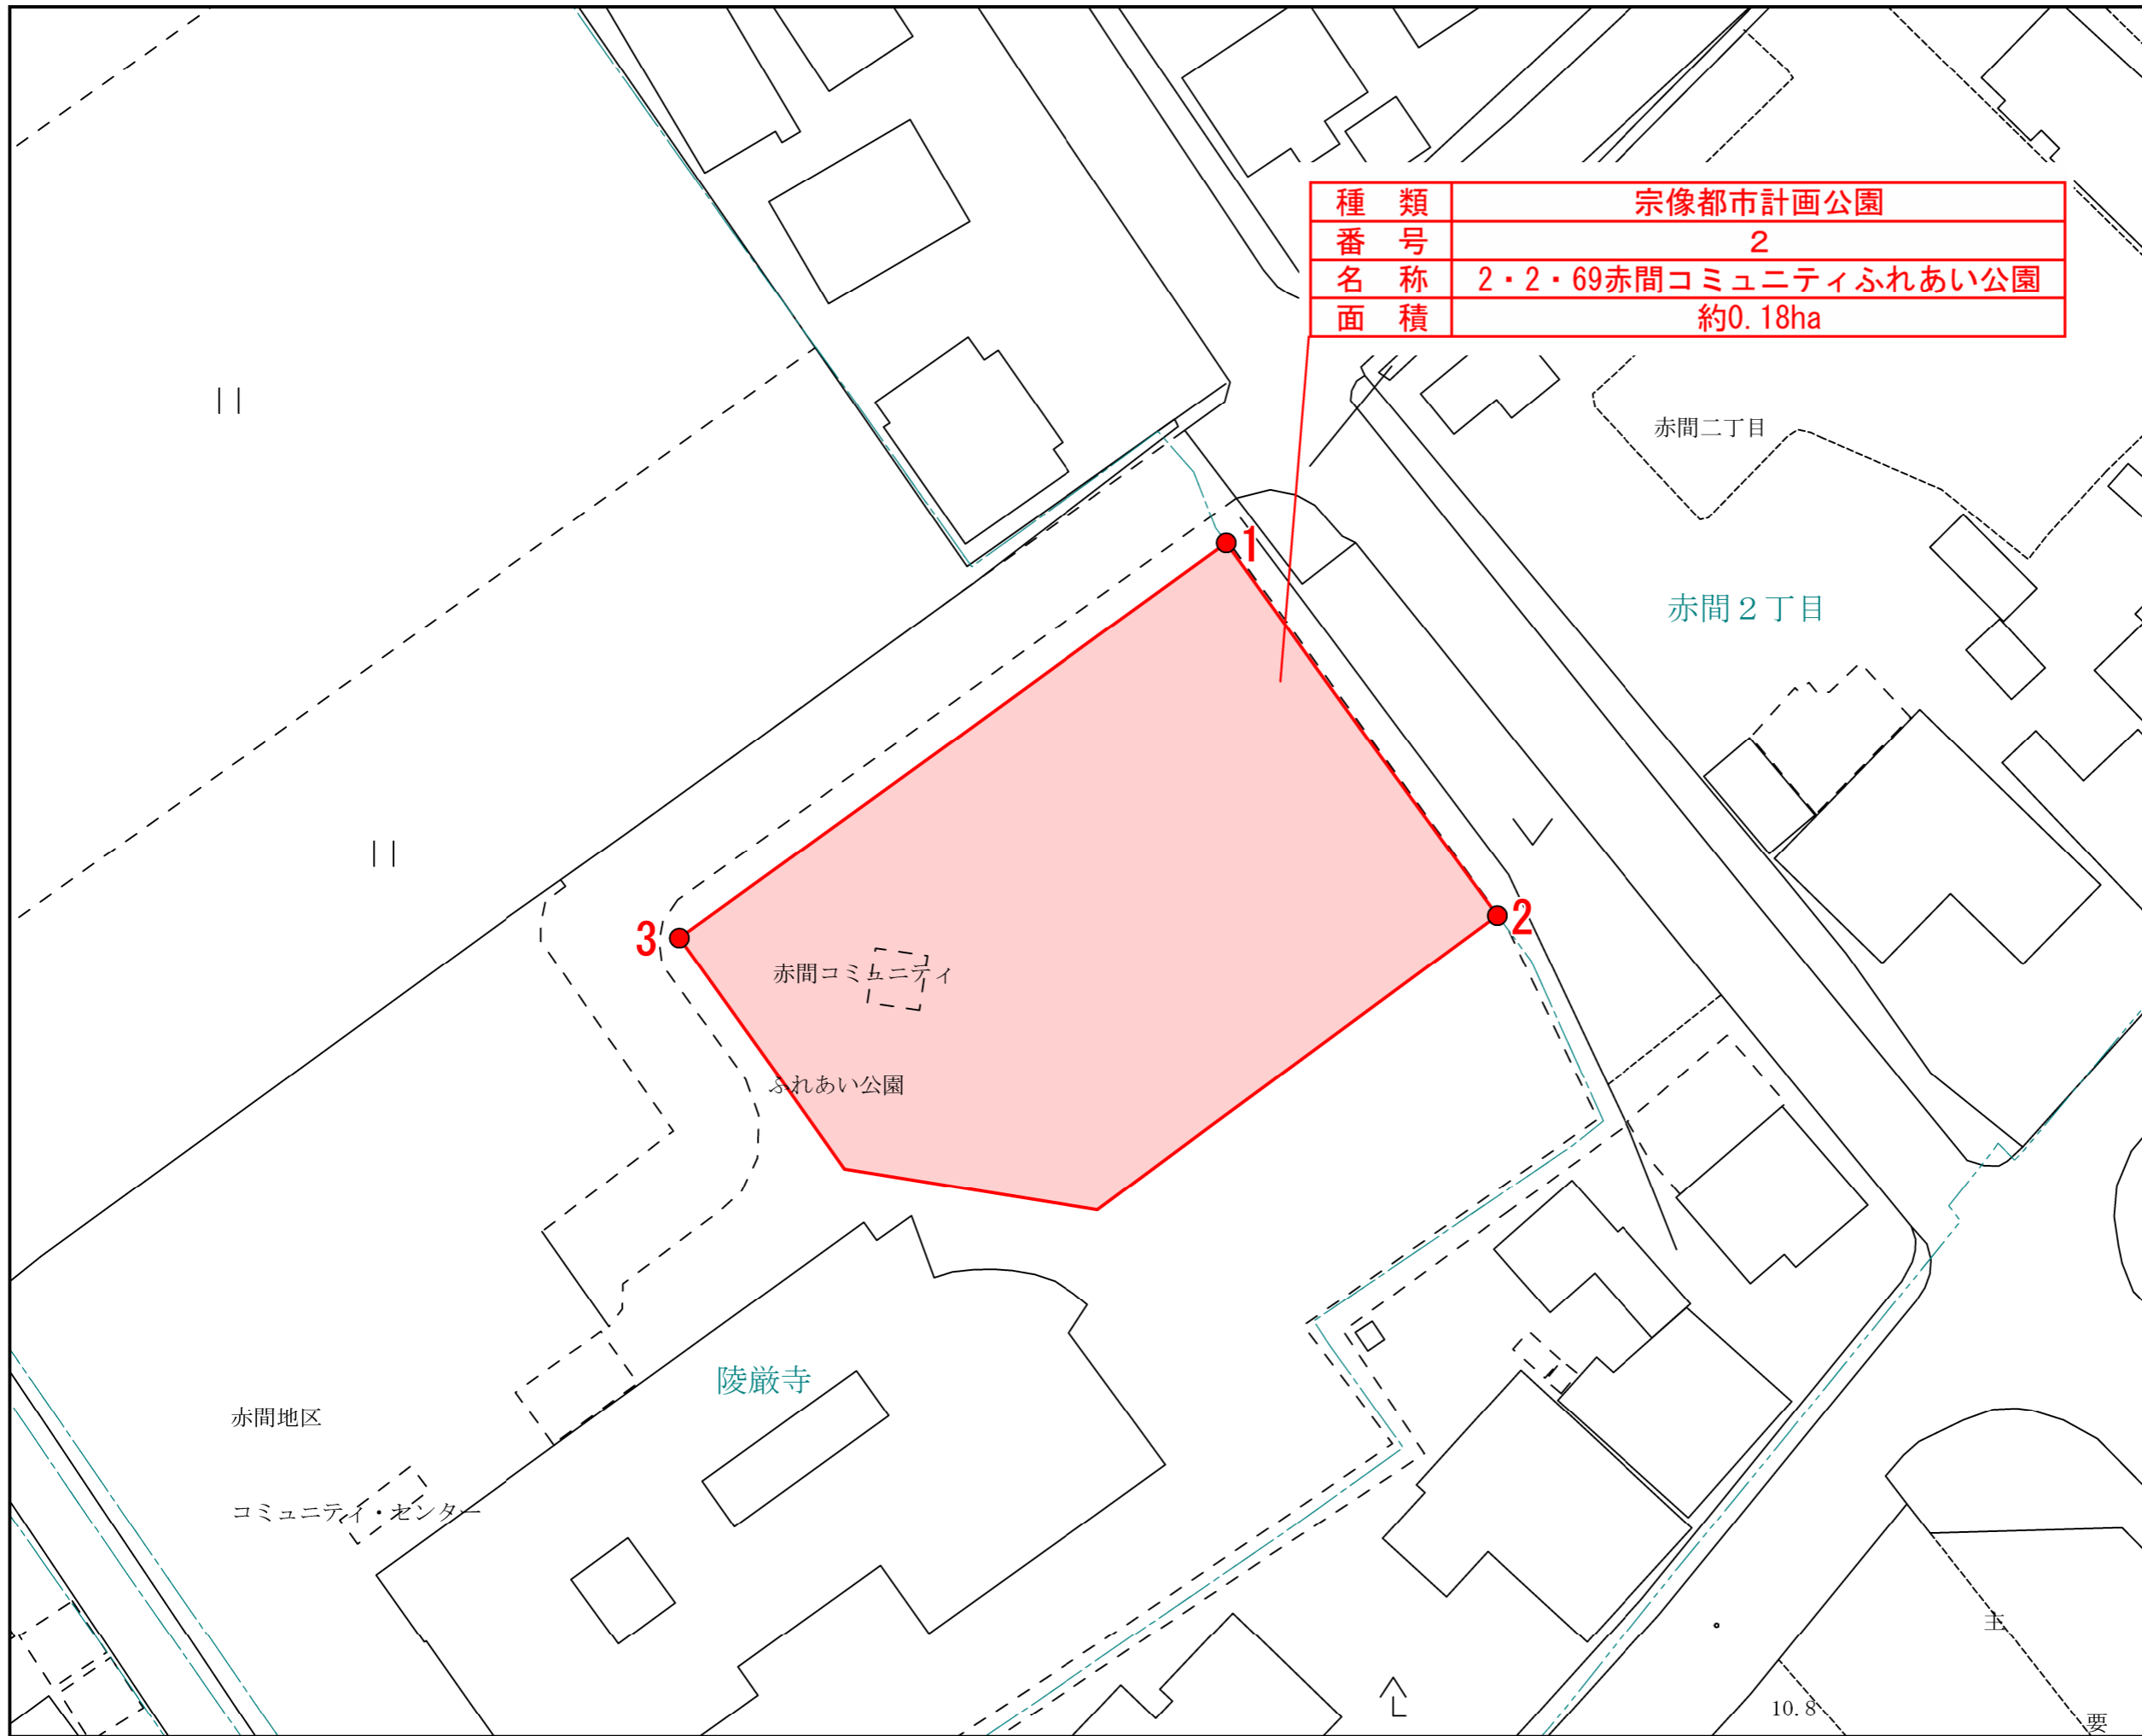 種 類 宗像都市計画公園
番 号 2
名 称 2・2・69赤間コミュニティふれあい公園
面 積 約0.18ha
赤間二丁目
1
赤間２丁目
2
3
赤間コミュニティ
ふれあい公園
陵厳寺
赤間地区
コミュニティ・センター
主
10.8
要